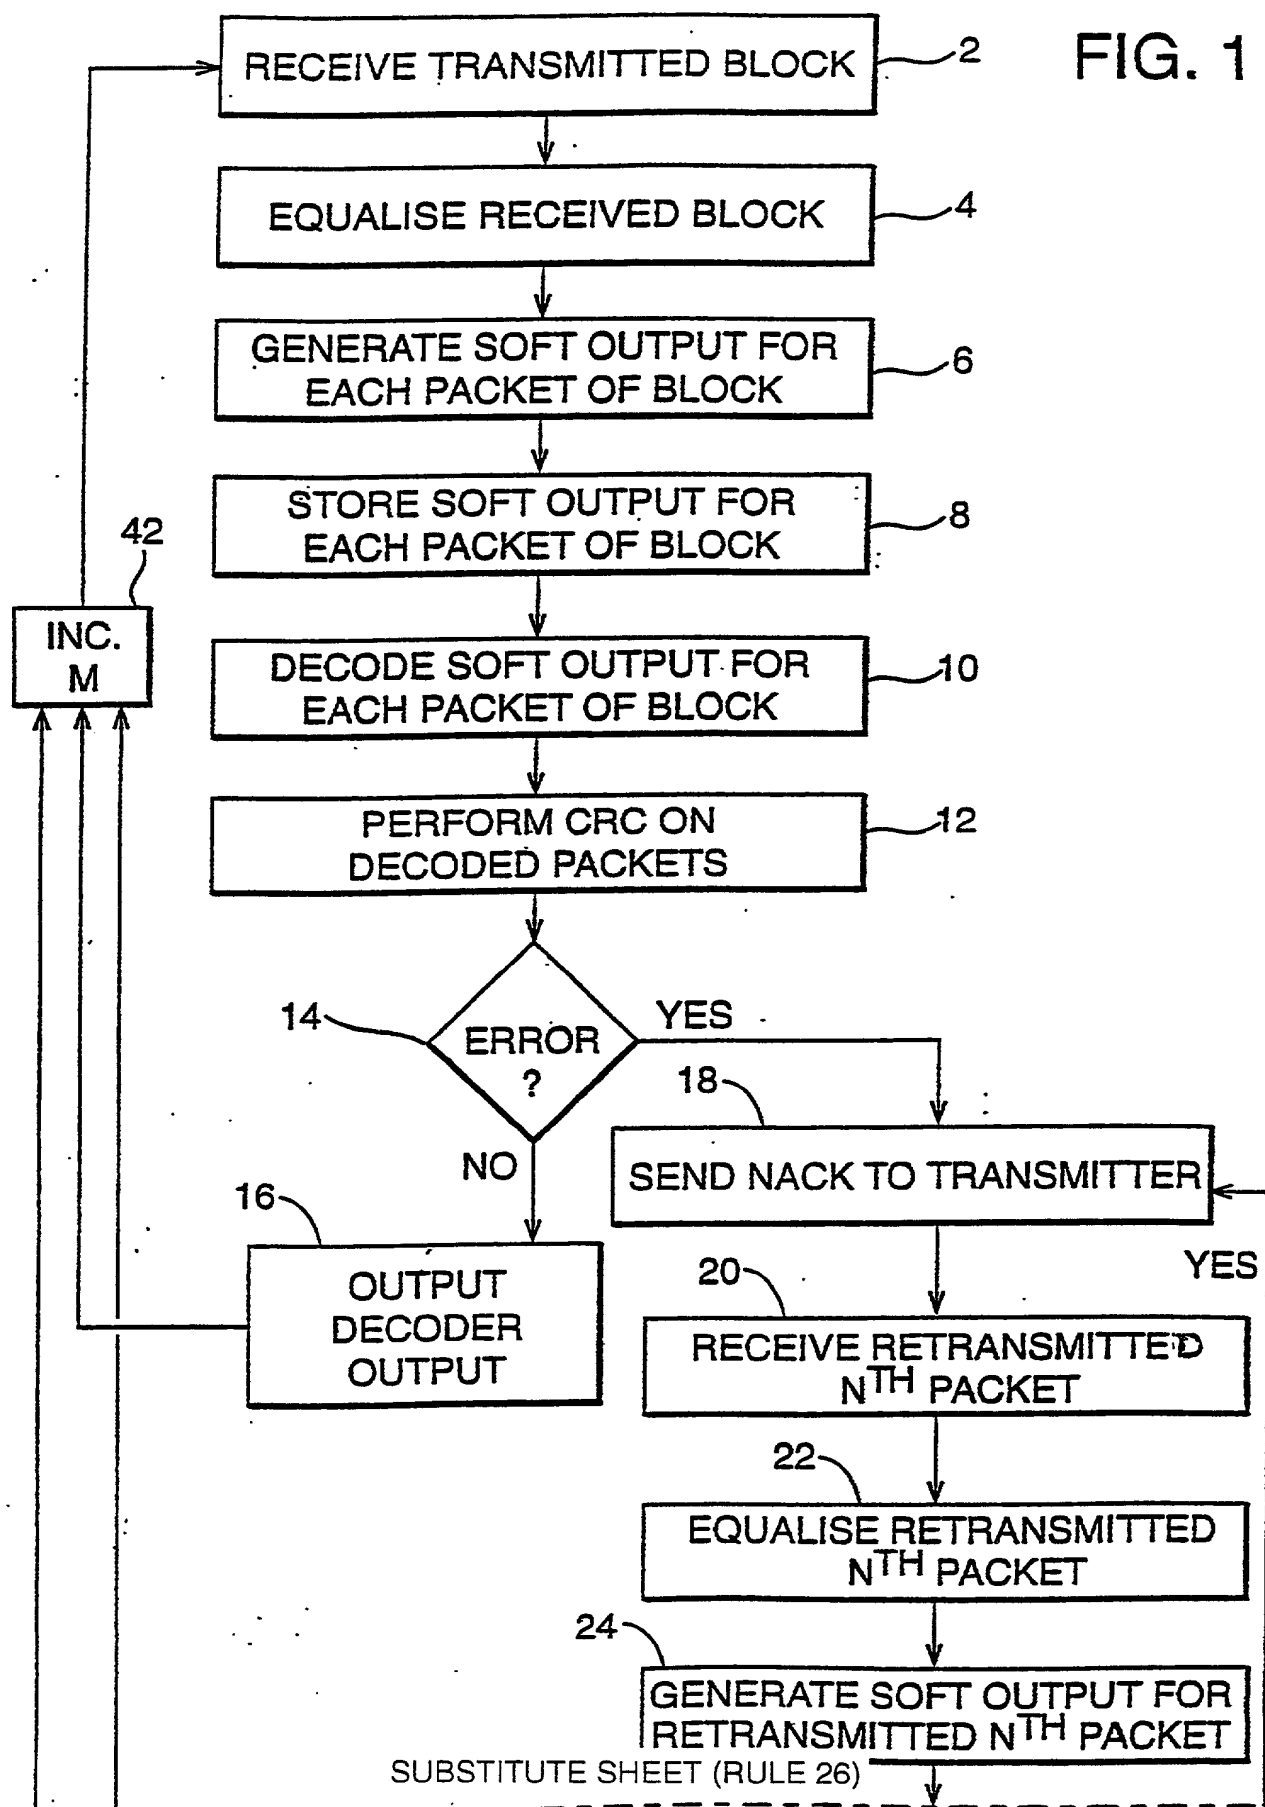 FIG. 1
RECEIVE TRANSMITTED BLOCK
2
EQUALISE RECEIVED BLOCK
4
GENERATE SOFT OUTPUT FOR
EACH PACKET OF BLOCK
6
STORE SOFT OUTPUT FOR
EACH PACKET OF BLOCK
8
42
INC.
M
DECODE SOFT OUTPUT FOR
EACH PACKET OF BLOCK
10
PERFORM CRC ON
DECODED PACKETS
12
14
ERROR
?
YES
NO
18
SEND NACK TO TRANSMITTER
16
OUTPUT
DECODER
OUTPUT
YES
20
RECEIVE RETRANSMITTED
NTH PACKET
22
EQUALISE RETRANSMITTED
NTH PACKET
24
GENERATE SOFT OUTPUT FOR
RETRANSMITTED NTH PACKET
SUBSTITUTE SHEET (RULE 26)